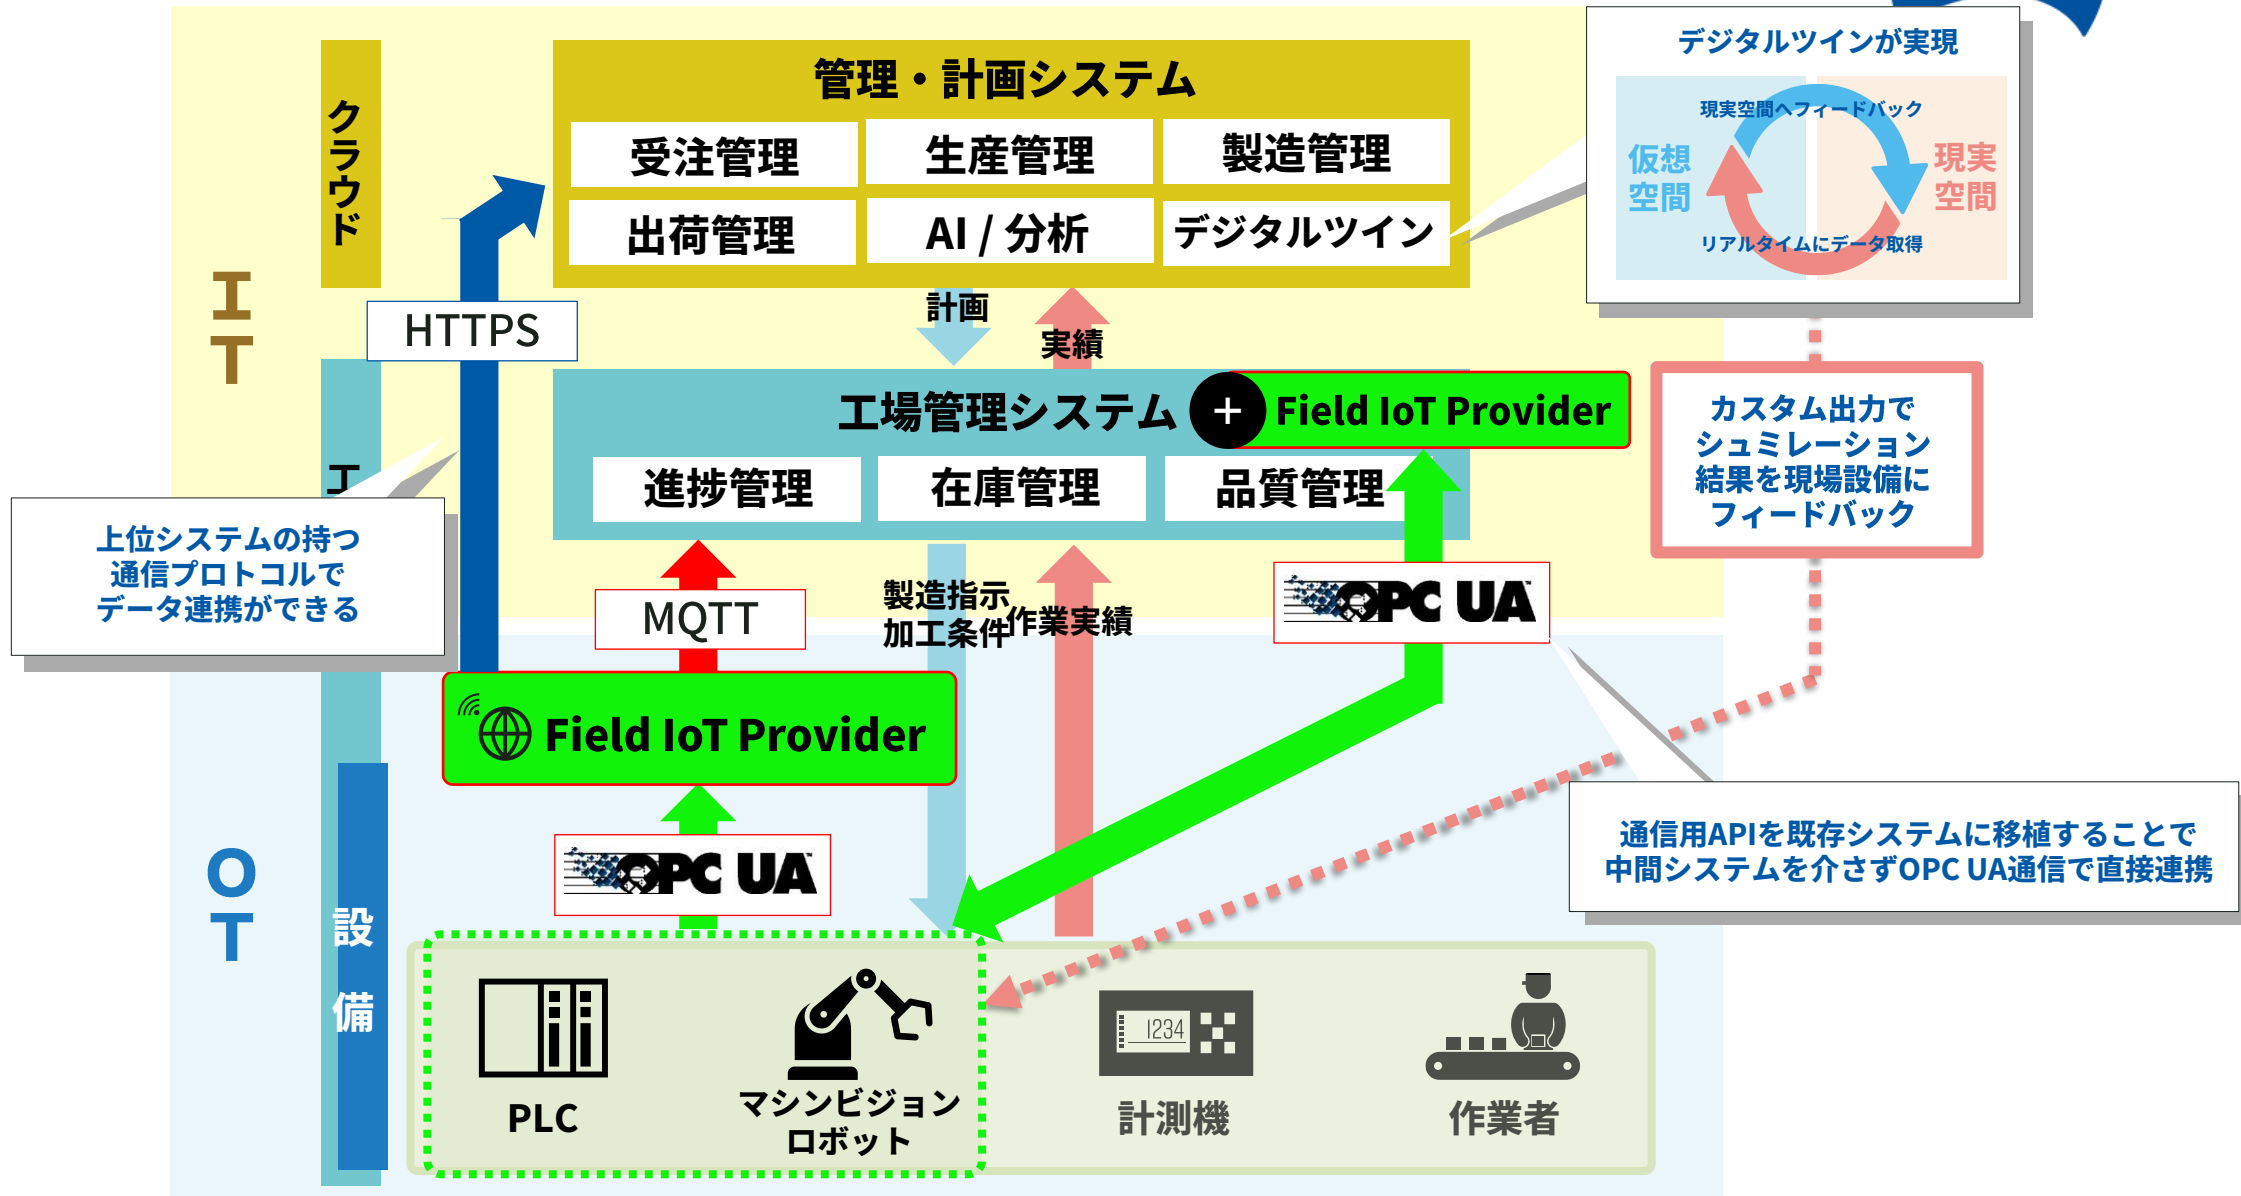 デジタルツインが実現
現実空間へフィードバック
仮想
空間
現実
空間
リアルタイムにデータ取得
クラウド
管理・計画システム
受注管理
生産管理
製造管理
出荷管理
AI / 分析
デジタルツイン
IT
HTTPS
計画
実績
工場管理システム
+
Field IoT Provider
進捗管理
在庫管理
品質管理
カスタム出力で
シュミレーション
結果を現場設備に
フィードバック
工
上位システムの持つ
通信プロトコルで
データ連携ができる
MQTT
製造指示
加工条件
作業実績
OPC UA
Field IoT Provider
OPC UA
通信用APIを既存システムに移植することで
中間システムを介さずOPC UA通信で直接連携
OT
設備
1234
PLC
マシンビジョン
ロボット
計測機
作業者